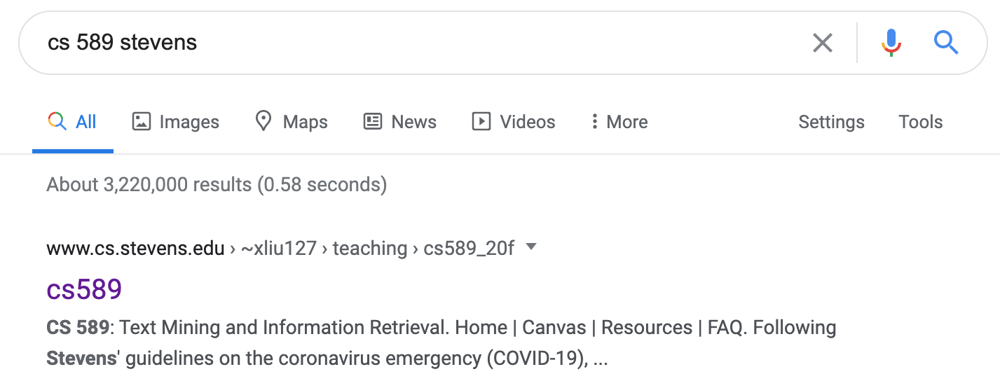 cs 589 stevens
All Images Maps News Videos More Settings Tools
About 3,220,000 results (0.58 seconds)
www.cs.stevens.edu › ~xliu127 › teaching › cs589_20f
cs589
CS 589: Text Mining and Information Retrieval. Home | Canvas | Resources | FAQ. Following
Stevens' guidelines on the coronavirus emergency (COVID-19), ...